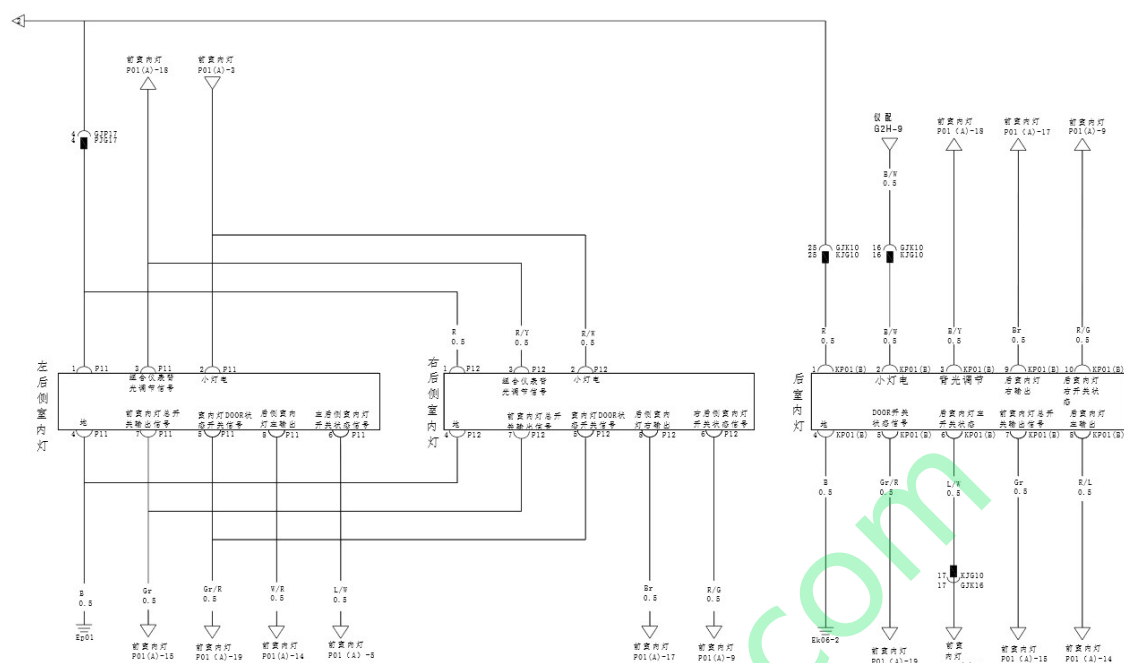 2
前室内灯
P01(A)-18
前室内灯
P01(A)-3
4 GJP17
4 PJG17
仪配
G2H-9
前室内灯
P01 (A)-18
前室内灯
P01 (A)-17
前室内灯
P01(A)-9
B/W
0.5
25 GJK10
25 KJG10
16 GJK10
16 KJG10
R
0.5
R/Y
0.5
R/W
0.5
R
0.5
B/W
0.5
B/Y
0.5
Br
0.5
R/G
0.5
左后侧室内灯
1 P11
3 P11
2 P11
组合仪表背
光调节信号
小灯电
地
前室内灯总开
关输出信号
室内灯DOOR状
态开关信号
后侧室内
灯左输出
左后侧室内灯
开关状态信号
4 P11
7 P11
5 P11
8 P11
6 P11
右后侧室内灯
1 P12
3 P12
2 P12
组合仪表背
光调节信号
小灯电
地
前室内灯总开
关输出信号
室内灯DOOR状
态开关信号
后侧室内
灯右输出
右后侧室内灯
开关状态信号
4 P12
7 P12
5 P12
8 P12
6 P12
后室内灯
1 KP01(B)
2 KP01(B)
3 KP01(B)
9 KP01(B)
10 KP01(B)
小灯电
背光调节
后室内灯
右输出
后室内灯
右开关状
态
地
DOOR开关
状态信号
后室内灯左
开关状态
前室内灯总开
关输出信号
后室内灯
左输出
4 KP01(B)
5 KP01(B)
6 KP01(B)
7 KP01(B)
8 KP01(B)
B
0.5
Gr
0.5
Gr/R
0.5
W/R
0.5
L/W
0.5
Br
0.5
R/G
0.5
B
0.5
Gr/R
0.5
L/W
0.5
Gr
0.5
R/L
0.5
17 KJG10
17 GJK16
Ep01
前室内灯
P01(A)-15
前室内灯
P01 (A)-19
前室内灯
P01(A)-14
前室内灯
P01 (A) -5
前室内灯
P01(A)-17
前室内灯
P01(A)-9
Ek06-2
前室内灯
P01 (A)-19
前室
内灯
前室内灯
P01(A)-15
前室内灯
P01(A)-14
com